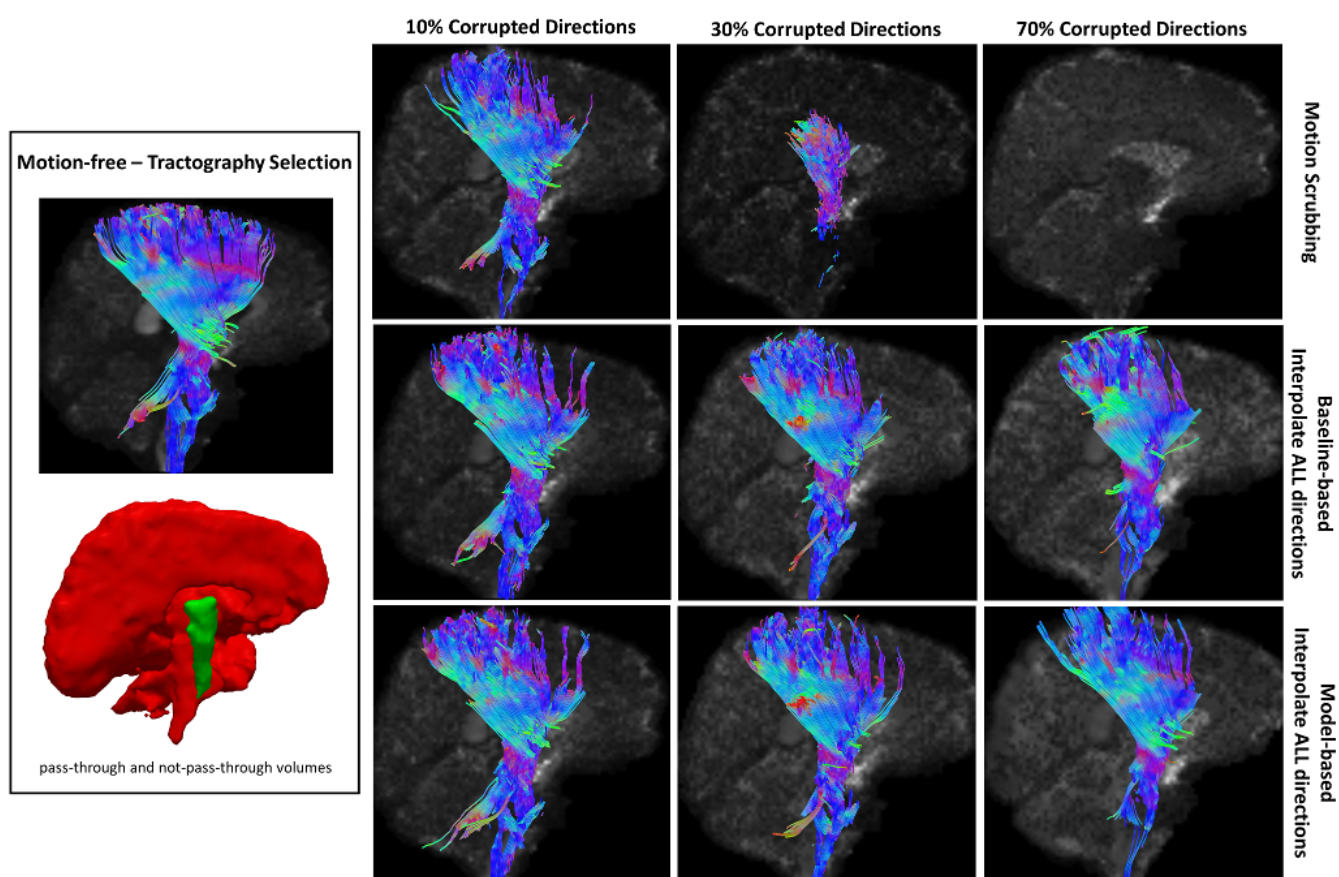 10% Corrupted Directions
30% Corrupted Directions
70% Corrupted Directions
Motion-free – Tractography Selection
pass-through and not-pass-through volumes
Motion Scrubbing
Baseline-based
Interpolate ALL directions
Model-based
Interpolate ALL directions